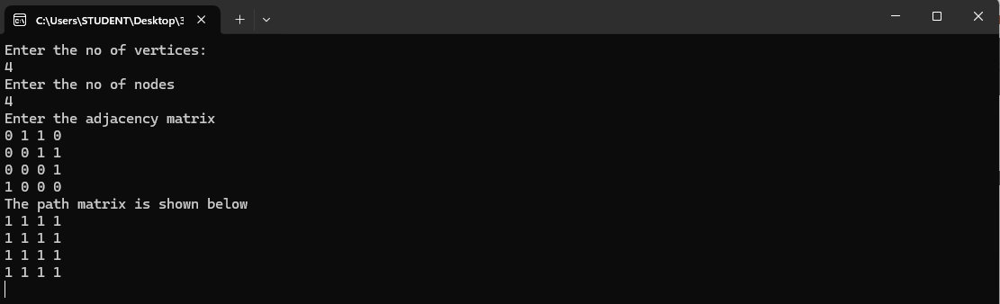 C:\Users\STUDENT\Desktop\3
Enter the no of vertices:
4
Enter the no of nodes
4
Enter the adjacency matrix
0 1 1 0
0 0 1 1
0 0 0 1
1 0 0 0
The path matrix is shown below
1 1 1 1
1 1 1 1
1 1 1 1
1 1 1 1